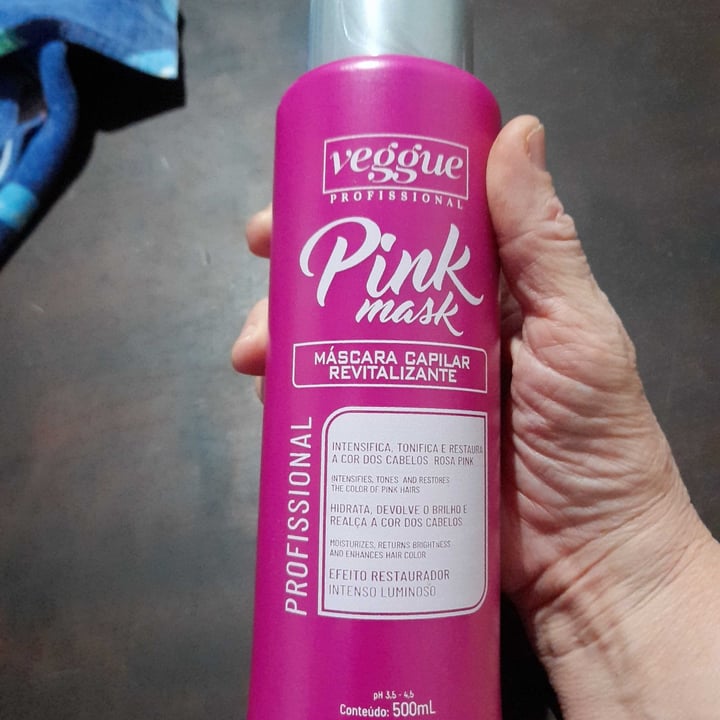 veggue
PROFISSIONAL
Pink
mask
MÁSCARA CAPILAR
REVITALIZANTE
PROFISSIONAL
INTENSIFICA, TONIFICA E RESTAURA
A COR DOS CABELOS ROSA PINK
INTENSIFIES, TONES AND RESTORES
THE COLOR OF PINK HAIRS
HIDRATA, DEVOLVE O BRILHO E
REALÇA A COR DOS CABELOS
MOISTURIZES, RETURNS BRIGHTNESS
AND ENHANCES HAIR COLOR
EFEITO RESTAURADOR
INTENSO LUMINOSO
pH 3,5 - 4,5
Conteúdo: 500mL